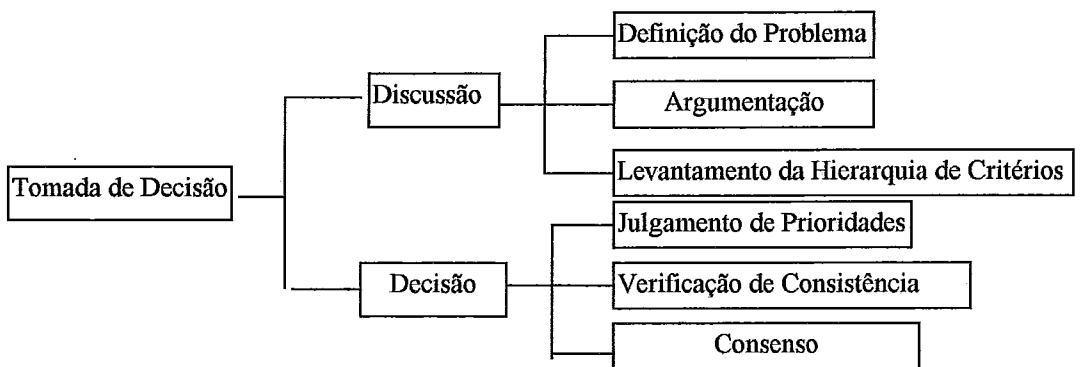 Definição do Problema
Discussão
Argumentação
Levantamento da Hierarquia de Critérios
Tomada de Decisão
Julgamento de Prioridades
Decisão
Verificação de Consistência
Consenso